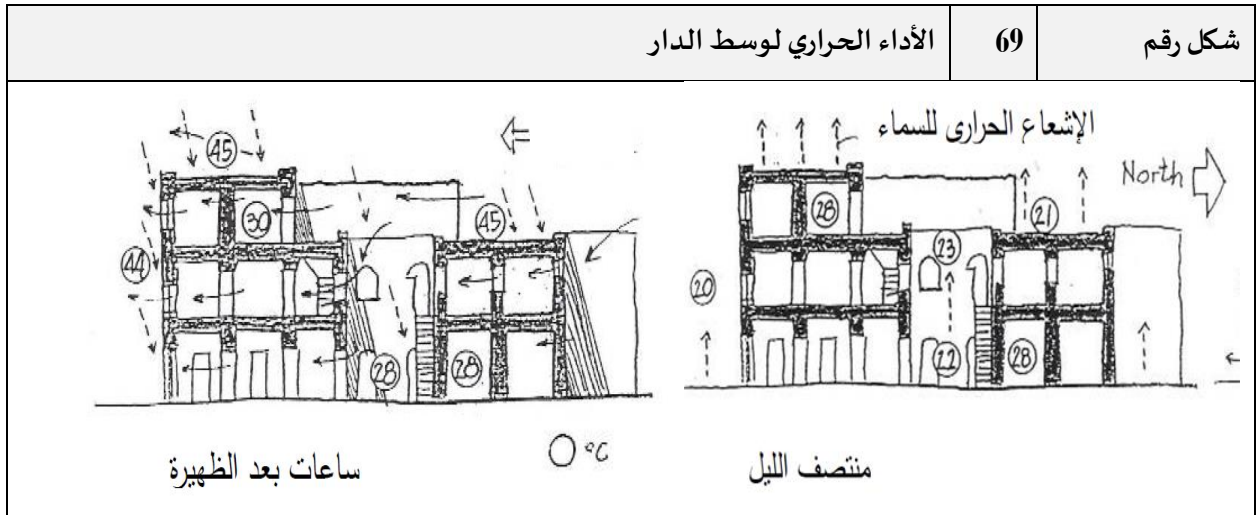 شكل رقم 69 الأداء الحراري لوسط الدار
الإشعاع الحرارى للسماء
North
28
21
23
20
22
28
منتصف الليل
45
30
45
44
28
28
°C
ساعات بعد الظهيرة